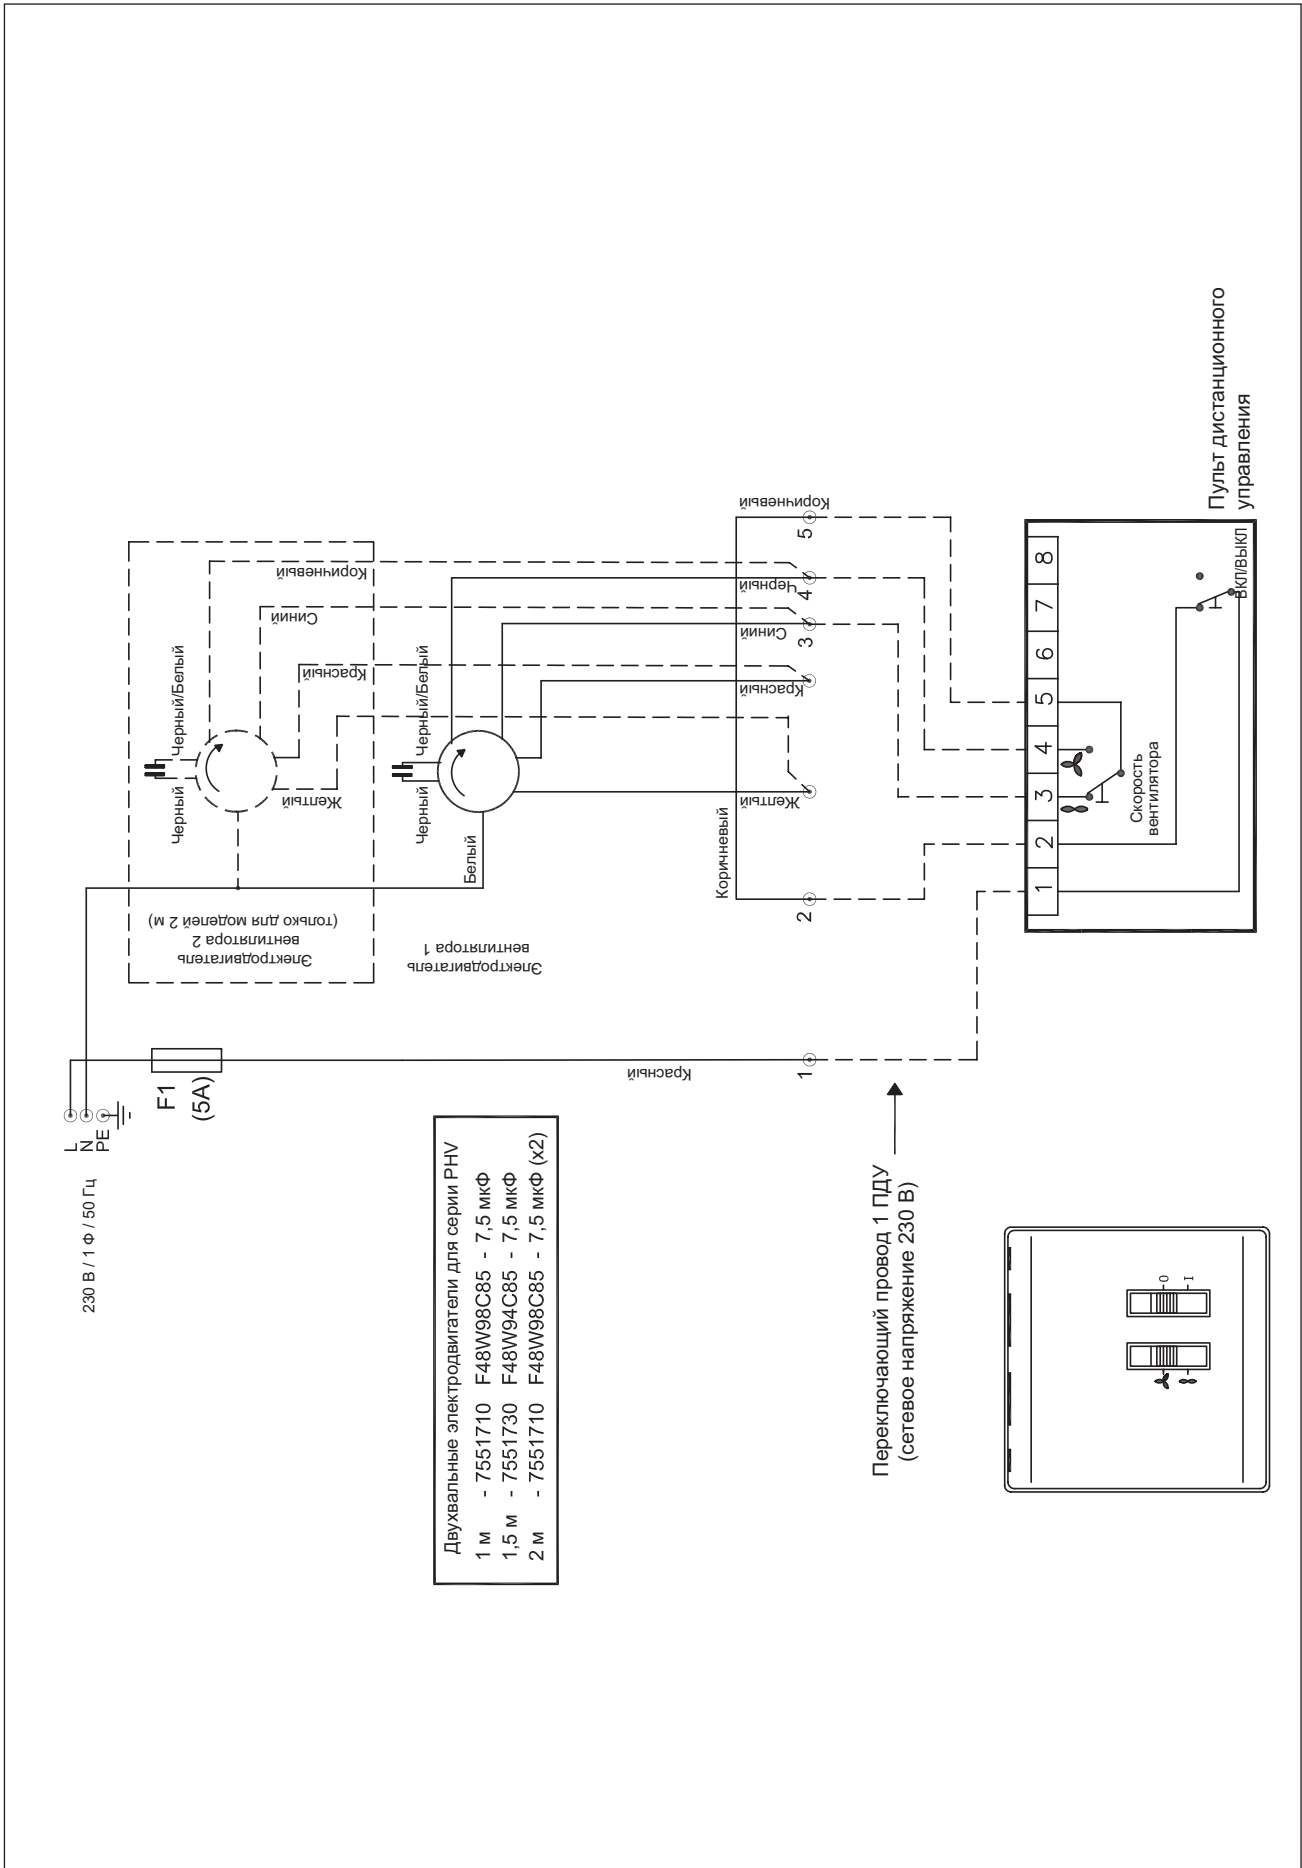 230 В / 1 Ф / 50 Гц
L
N
PE
F1
(5A)
Электродвигатель
вентилятора 2
(только для моделей 2 м)
Черный
Черный/Белый
Желтый
Красный
Синий
Коричневый
Электродвигатель
вентилятора 1
Белый
Черный
Черный/Белый
Красный
1
Коричневый
2
Желтый
Красный
Синий
3
Черный
4
Коричневый
5
Двухвальные электродвигатели для серии PHV
1 м - 7551710 F48W98C85 - 7,5 мкФ
1,5 м - 7551730 F48W94C85 - 7,5 мкФ
2 м - 7551710 F48W98C85 - 7,5 мкФ (x2)
Переключающий провод 1 ПДУ
(сетевое напряжение 230 В)
1 2 3 4 5 6 7 8
Скорость
вентилятора
ВКЛ/ВЫКЛ
Пульт дистанционного
управления
0
I